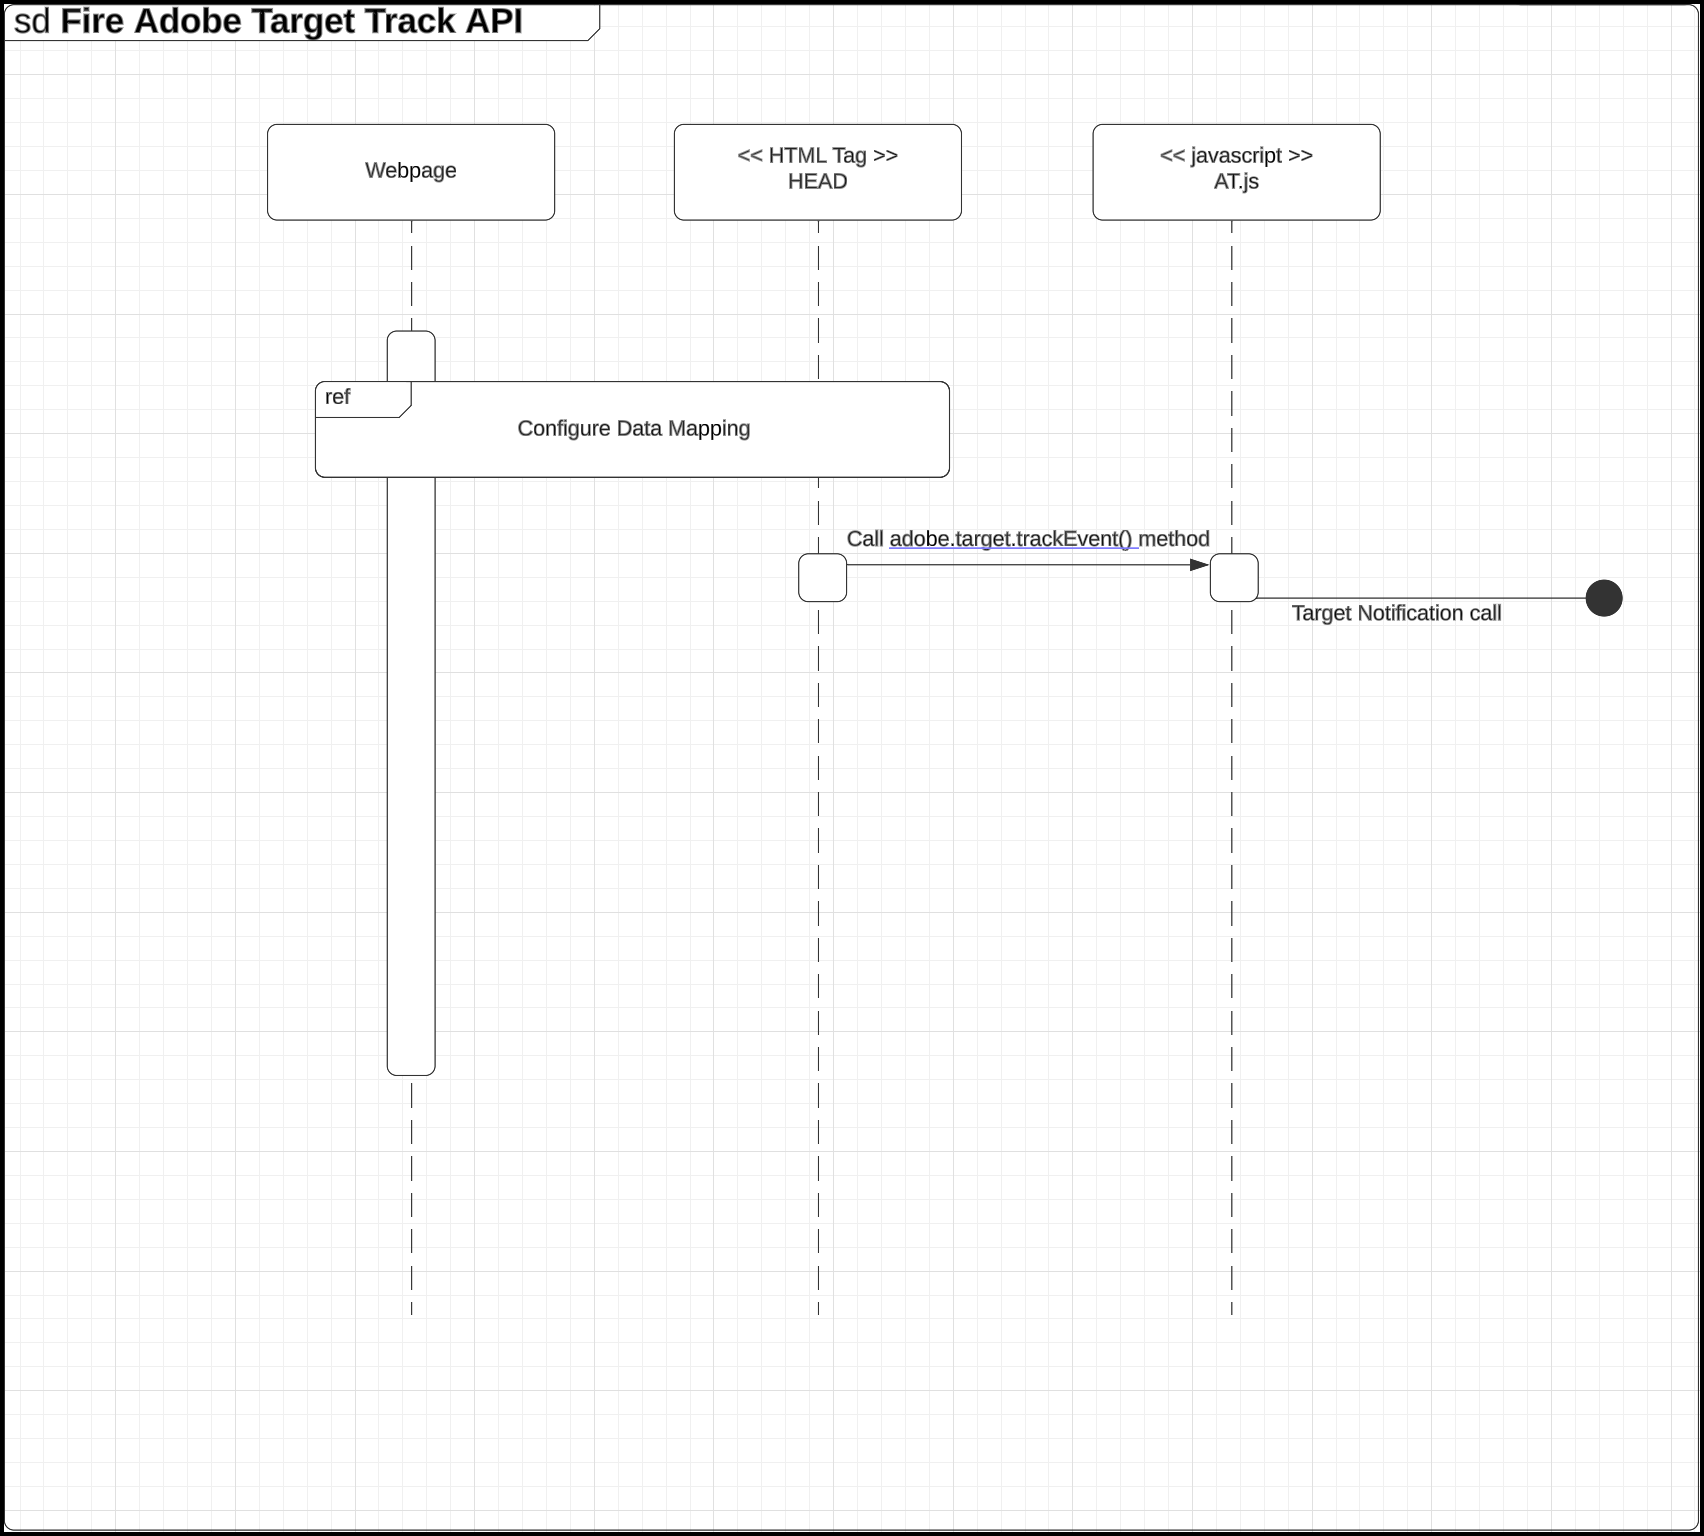 sd Fire Adobe Target Track API
Webpage
<< HTML Tag >>
HEAD
<< javascript >>
AT.js
ref
Configure Data Mapping
Call adobe.target.trackEvent() method
Target Notification call